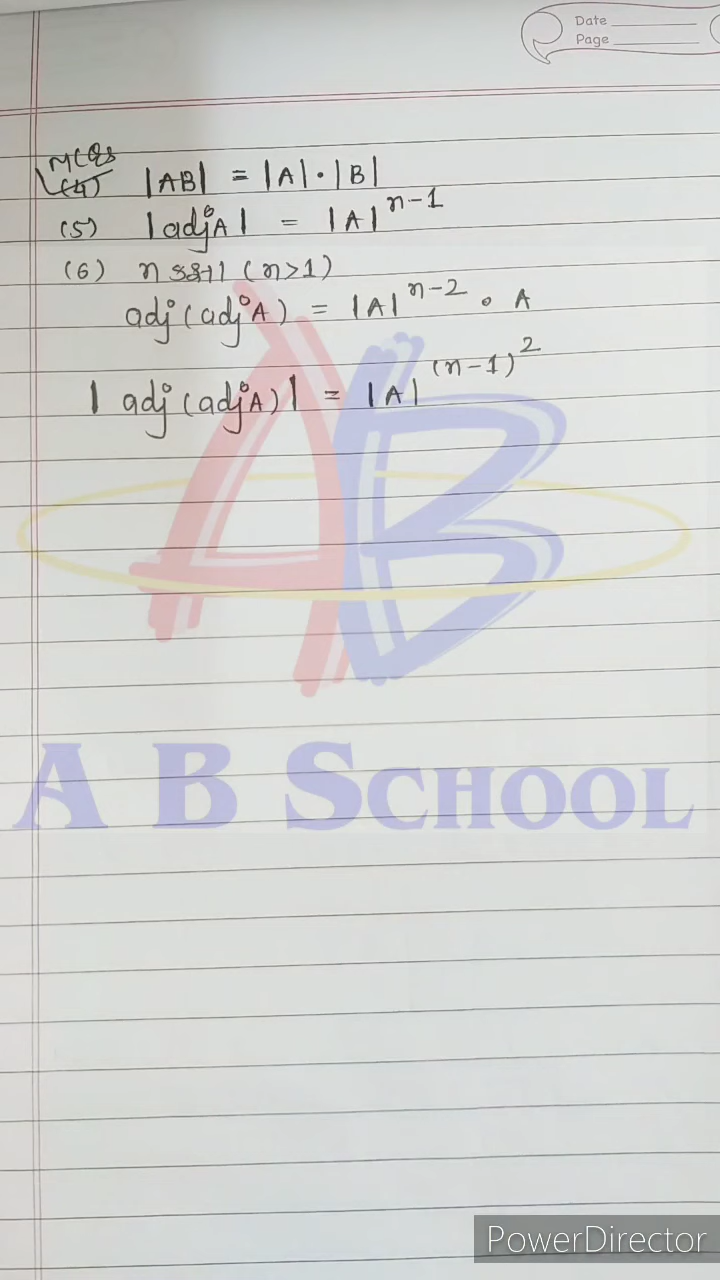 Date
Page
MCQs
(4) |AB| = |A|·|B|
(5) |adjA| = |A|^{n-1}
(6) n કક્ષા (n>1)
adj(adjA) = |A|^{n-2} · A
|adj(adjA)| = |A|^{(n-1)^2}
A B SCHOOL
PowerDirector